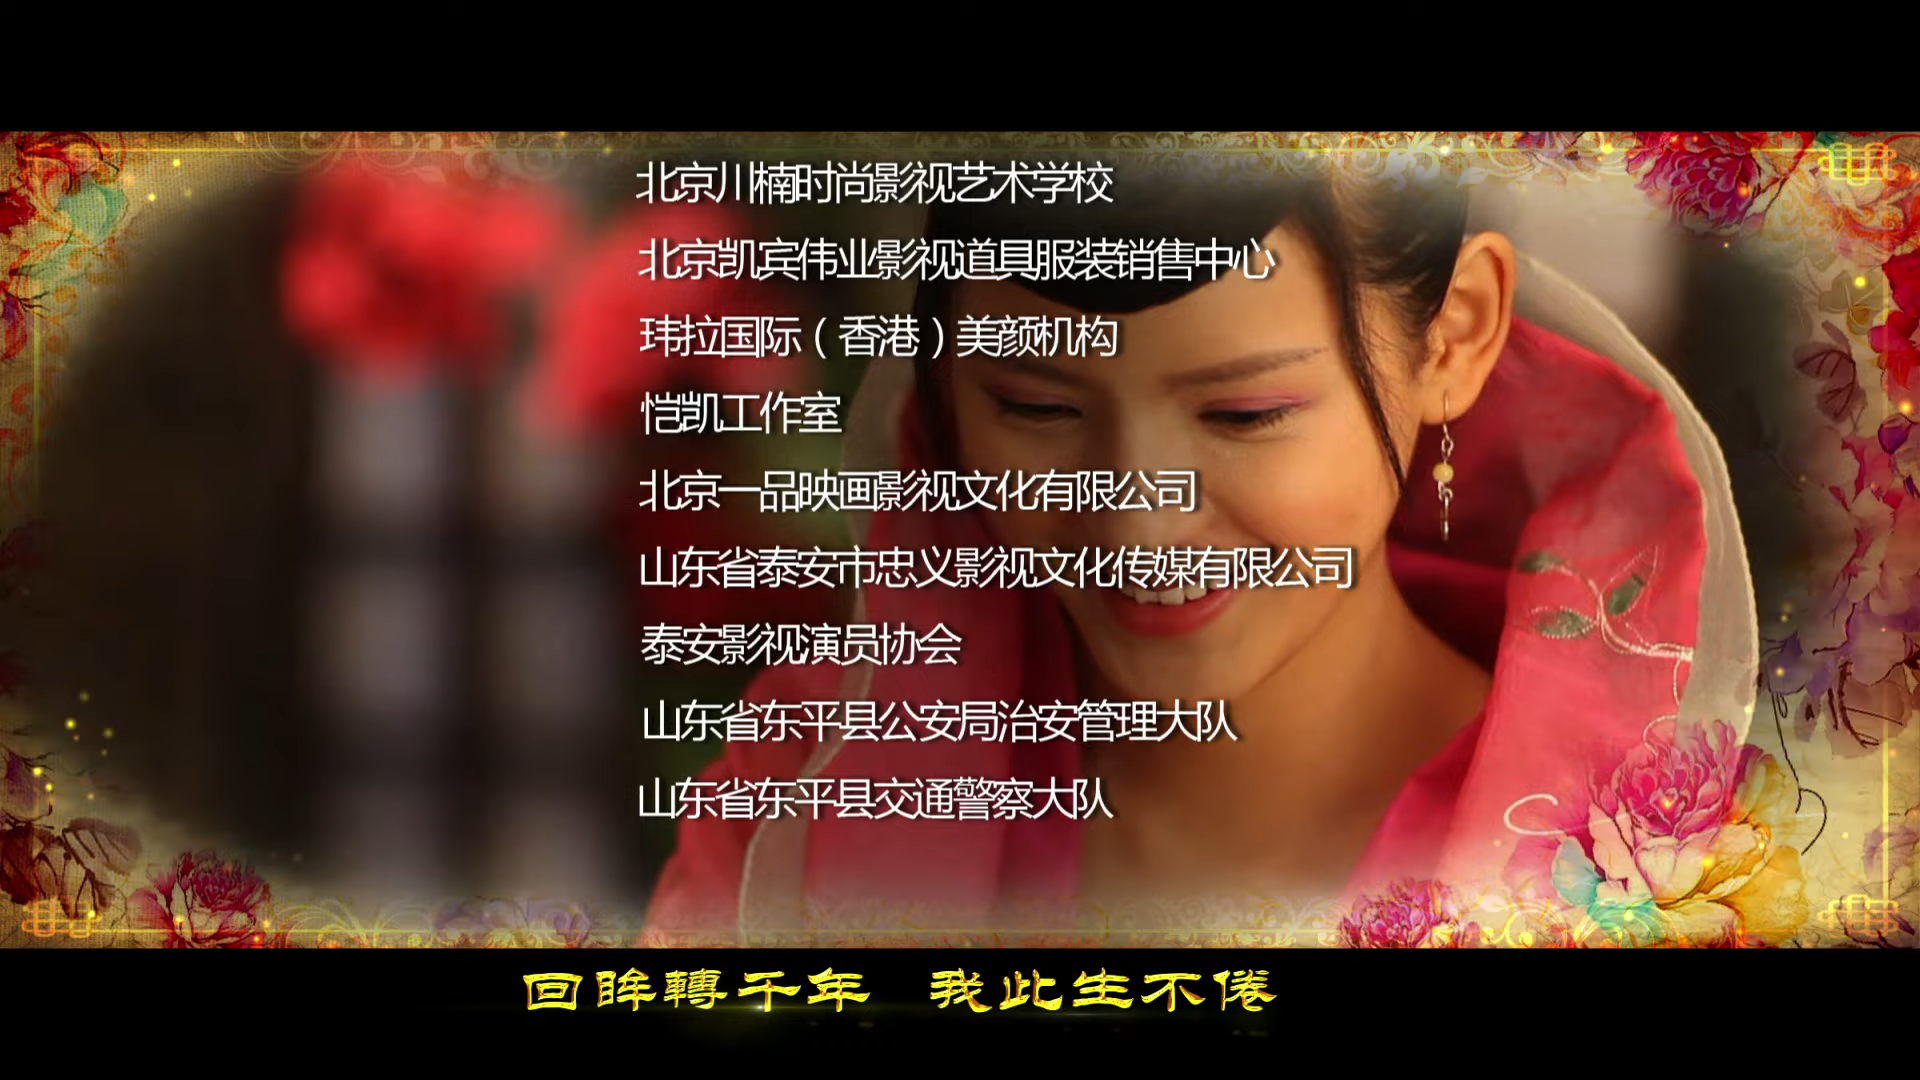 北京川楠时尚影视艺术学校
北京凯宾伟业影视道具服装销售中心
玮拉国际（香港）美颜机构
恺凯工作室
北京一品映画影视文化有限公司
山东省泰安市忠义影视文化传媒有限公司
泰安影视演员协会
山东省东平县公安局治安管理大队
山东省东平县交通警察大队
回眸轉千年 我此生不倦